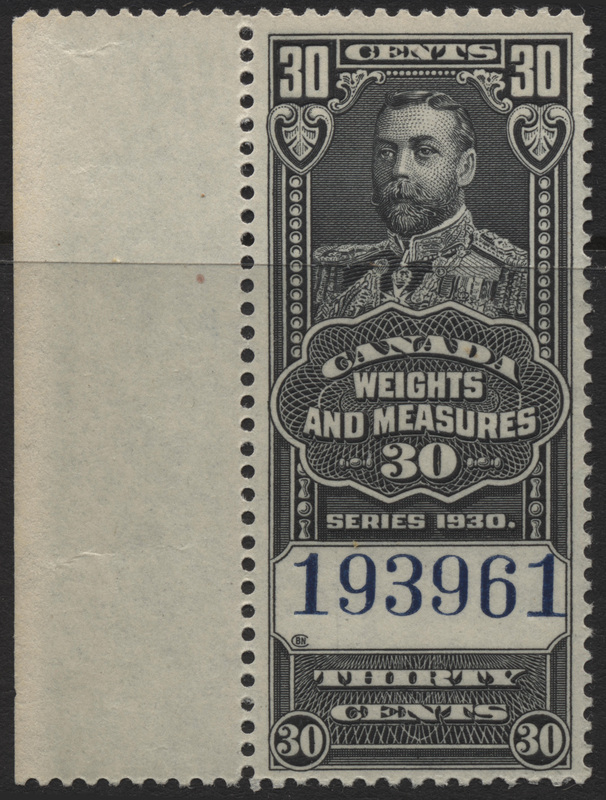 30 CENTS 30
CANADA
WEIGHTS
AND MEASURES
30
SERIES 1930.
193961
BN
THIRTY
CENTS
30 30